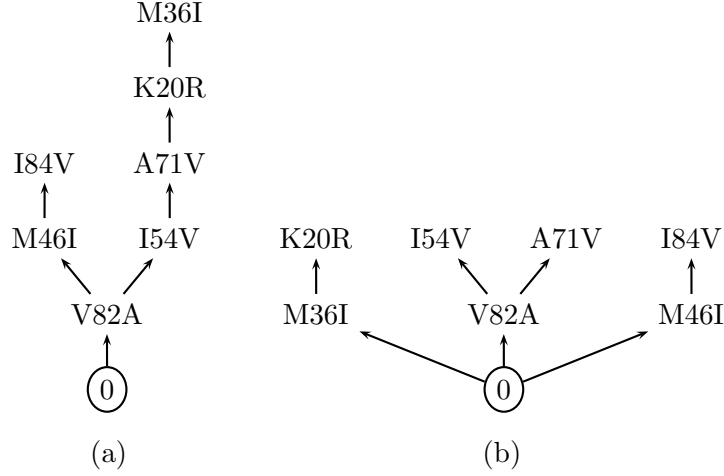 M36I
K20R
I84V A71V
M46I I54V K20R I54V A71V I84V
V82A M36I V82A M46I
0 0
(a) (b)